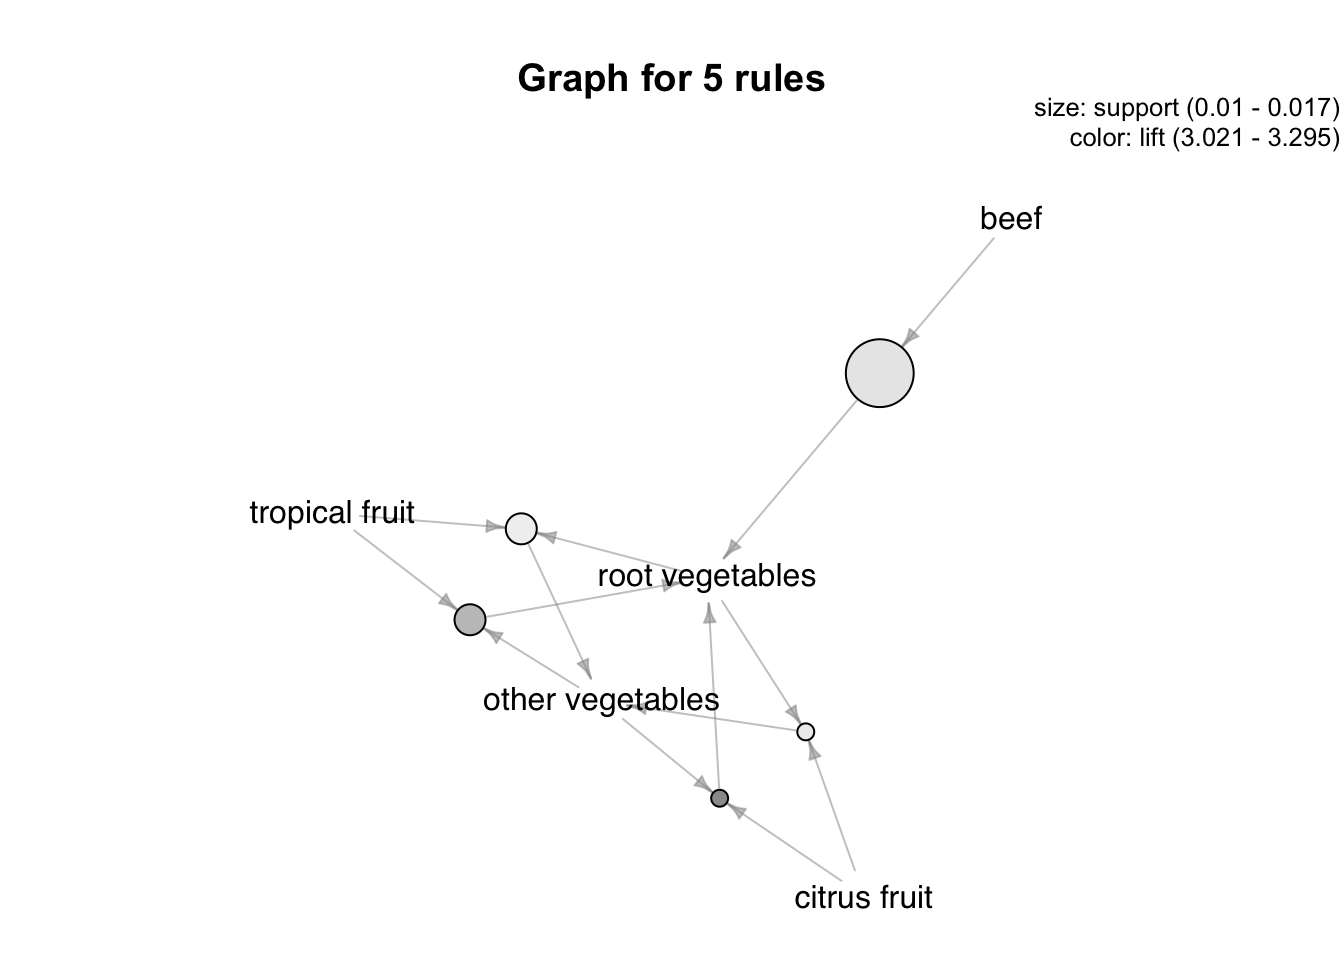 Graph for 5 rules
size: support (0.01 - 0.017)
color: lift (3.021 - 3.295)
beef
tropical fruit
root vegetables
other vegetables
citrus fruit